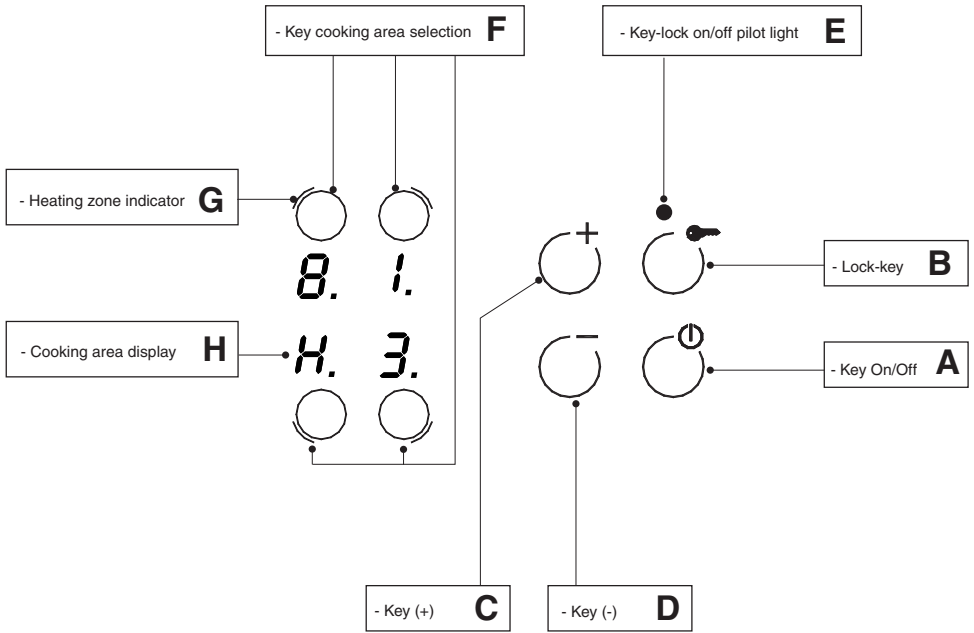 - Key cooking area selection F
- Key-lock on/off pilot light E
- Heating zone indicator G
8. 1.
- Lock-key B
- Cooking area display H
H. 3.
- Key On/Off A
- Key (+) C
- Key (-) D